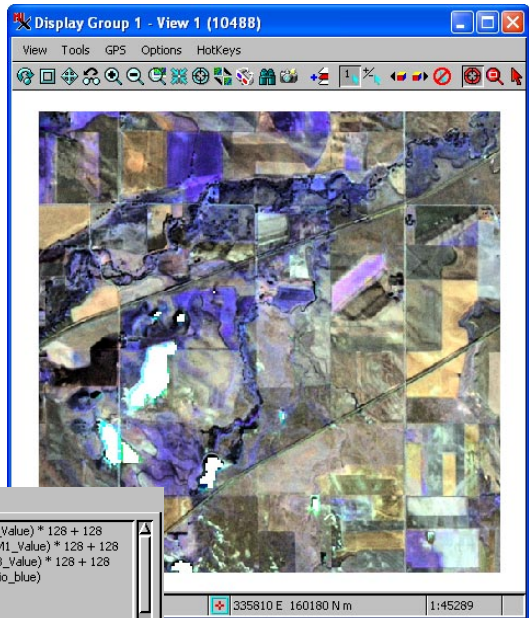 Display Group 1 - View 1 (10488)
View Tools GPS Options HotKeys
1
_Value) * 128 + 128
M1_Value) * 128 + 128
3_Value) * 128 + 128
io_blue)
335810 E 160180 N m
1:45289